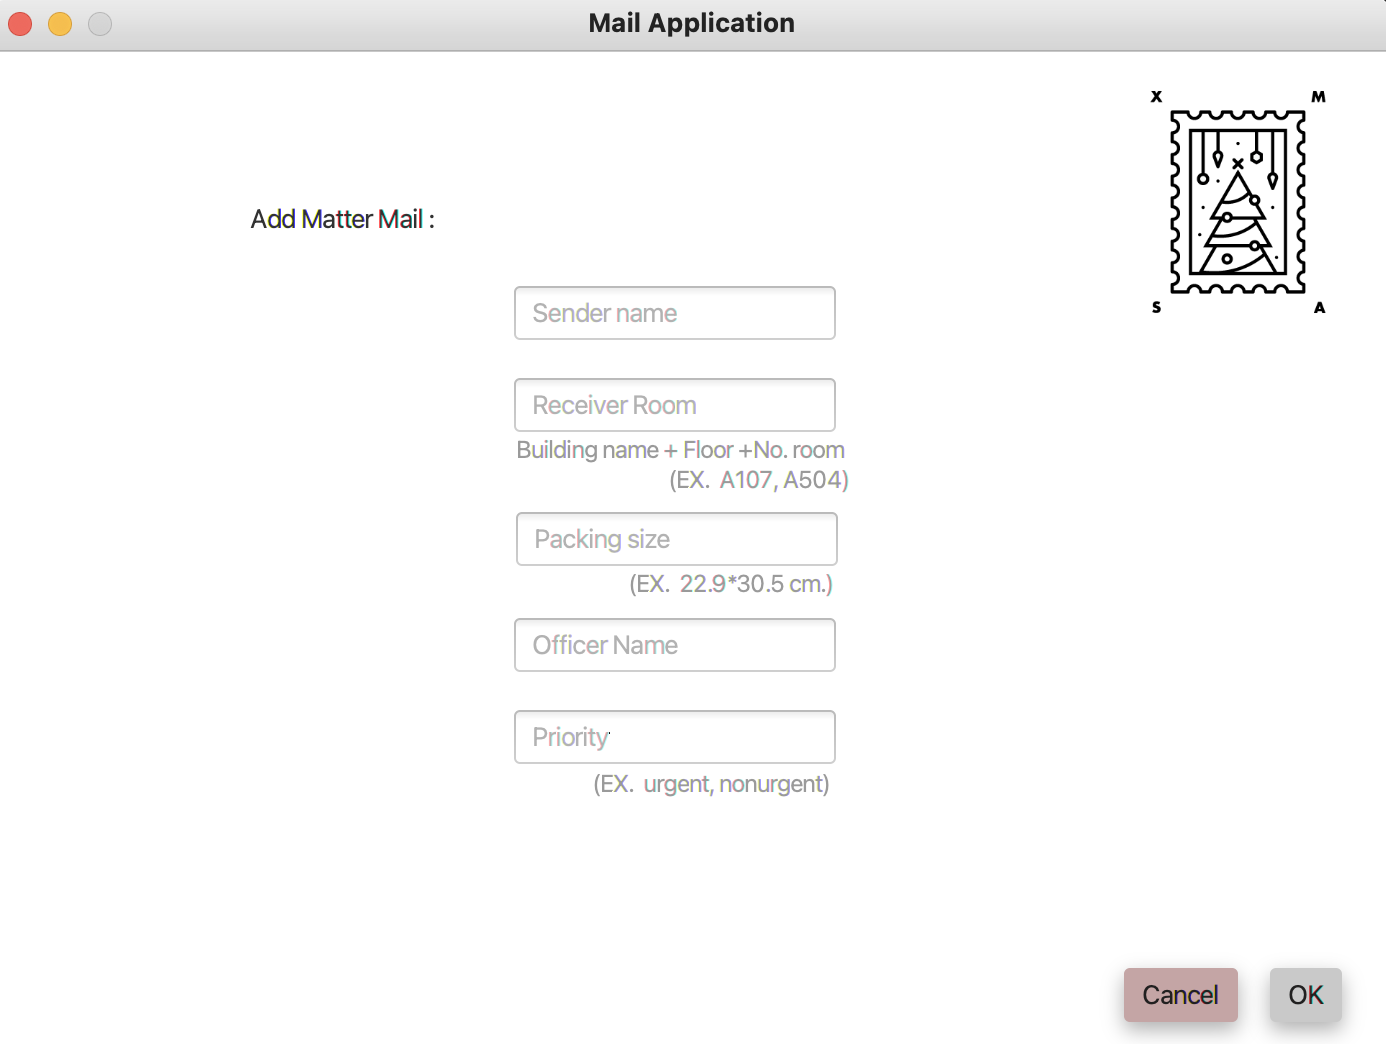 Mail Application
X M
S A
Add Matter Mail :
Sender name
Receiver Room
Building name + Floor +No. room
(EX. A107, A504)
Packing size
(EX. 22.9*30.5 cm.)
Officer Name
Priority
(EX. urgent, nonurgent)
Cancel OK